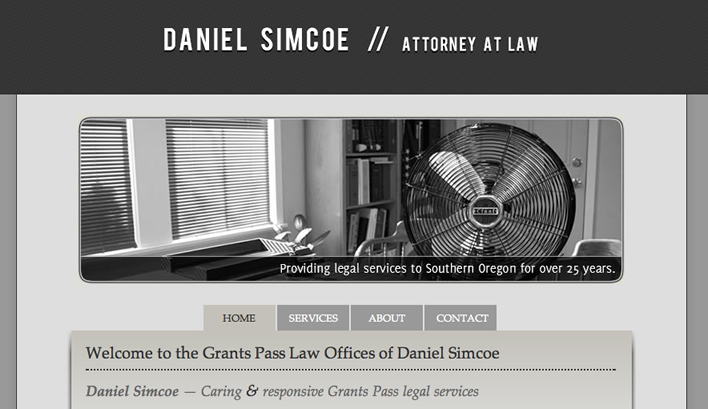 DANIEL SIMCOE // ATTORNEY AT LAW
Providing legal services to Southern Oregon for over 25 years.
HOME SERVICES ABOUT CONTACT
Welcome to the Grants Pass Law Offices of Daniel Simcoe
Daniel Simcoe — Caring & responsive Grants Pass legal services